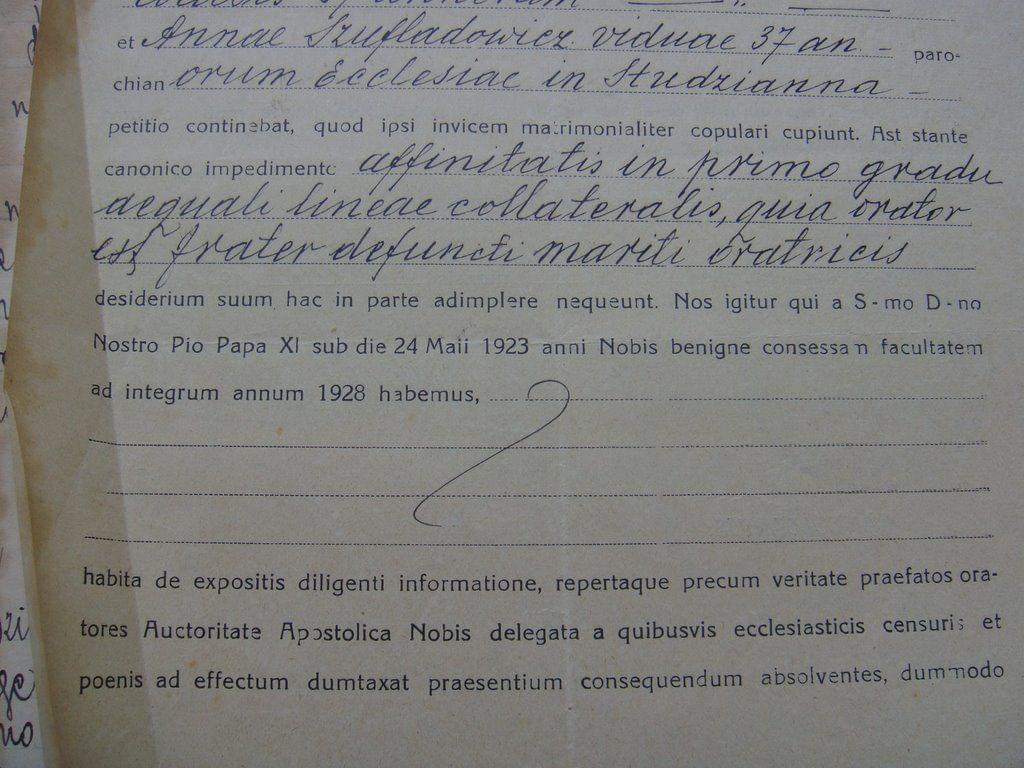 et Annae Szufladowicz viduae 37 an – paro-
chian orum Ecclesiae in Studzianna –
petitio continebat, quod ipsi invicem matrimonialiter copulari cupiunt. Ast stante
canonico impedimento affinitatis in primo gradu
aequali lineae collateralis, quia orator
est frater defuncti mariti oratricis
desiderium suum hac in parte adimplere nequeunt. Nos igitur qui a S-mo D-no
Nostro Pio Papa XI sub die 24 Maii 1923 anni Nobis benigne consessam facultatem
ad integrum annum 1928 habemus,
habita de expositis diligenti informatione, repertaque precum veritate praefatos ora-
tores Auctoritate Apostolica Nobis delegata a quibusvis ecclesiasticis censuris et
poenis ad effectum dumtaxat praesentium consequendum absolventes, dummodo